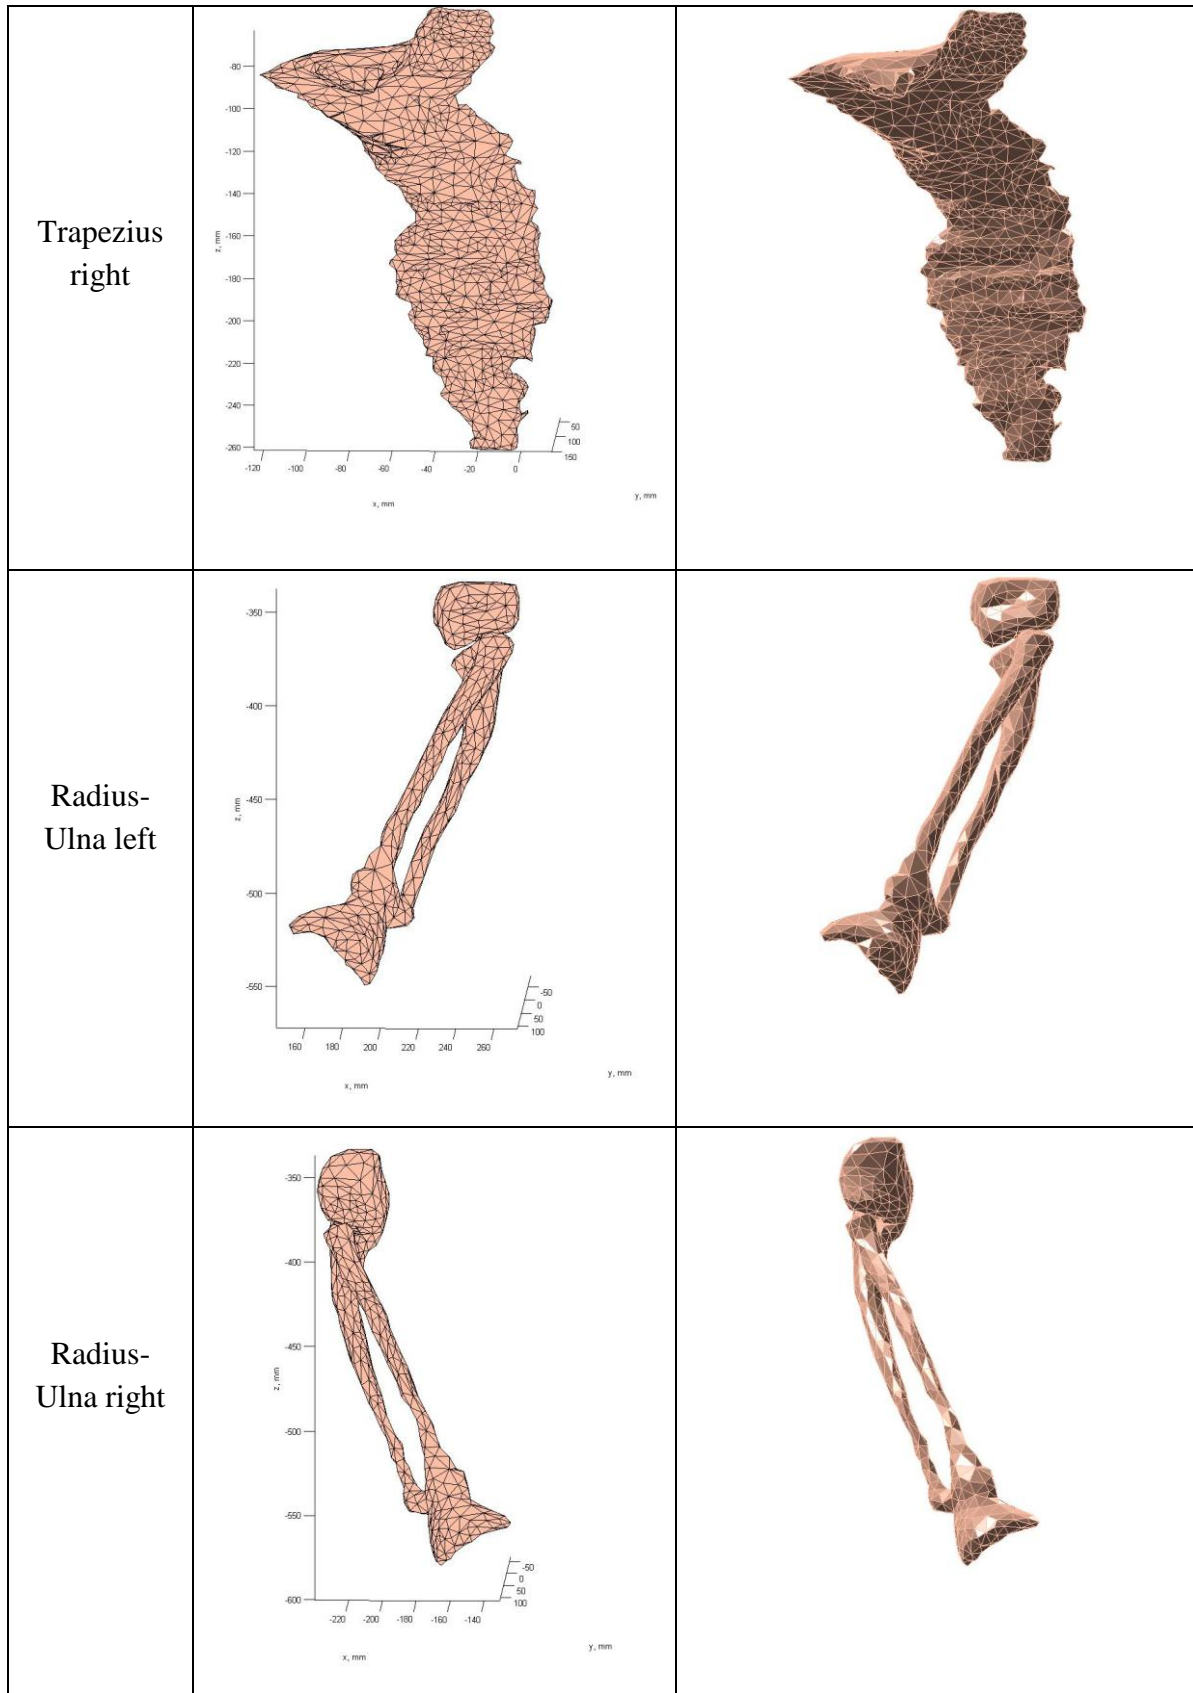 Trapezius
right
-80
-100
-120
-140
-160
-180
-200
-220
-240
-260
z, mm
-120 -100 -80 -60 -40 -20 0
50
100
150
x, mm
y, mm
Radius-
Ulna left
-350
-400
-450
-500
-550
z, mm
160 180 200 220 240 260
-50
0
50
100
x, mm
y, mm
Radius-
Ulna right
-350
-400
-450
-500
-550
-600
z, mm
-220 -200 -180 -160 -140
-50
0
50
100
x, mm
y, mm